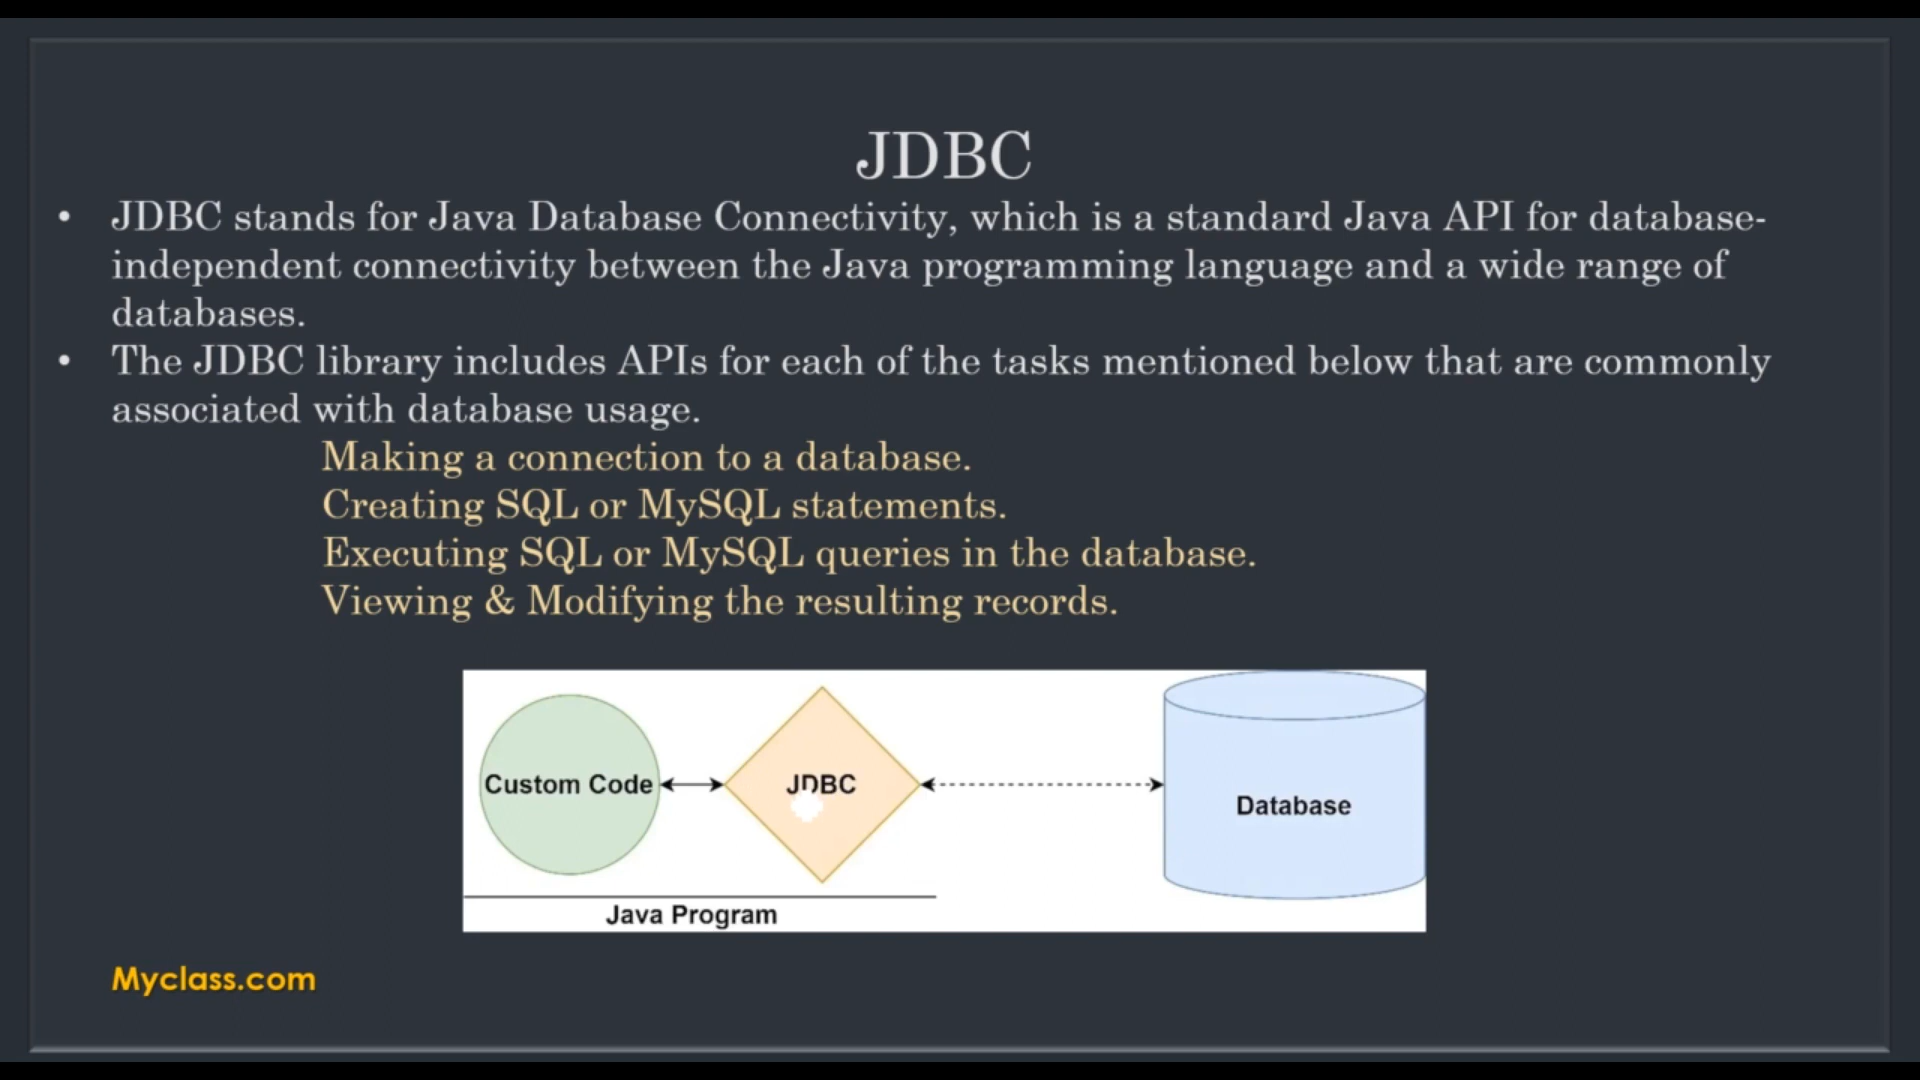 JDBC
• JDBC stands for Java Database Connectivity, which is a standard Java API for database-
independent connectivity between the Java programming language and a wide range of
databases.
• The JDBC library includes APIs for each of the tasks mentioned below that are commonly
associated with database usage.
Making a connection to a database.
Creating SQL or MySQL statements.
Executing SQL or MySQL queries in the database.
Viewing & Modifying the resulting records.
Custom Code
JDBC
Database
Java Program
Myclass.com